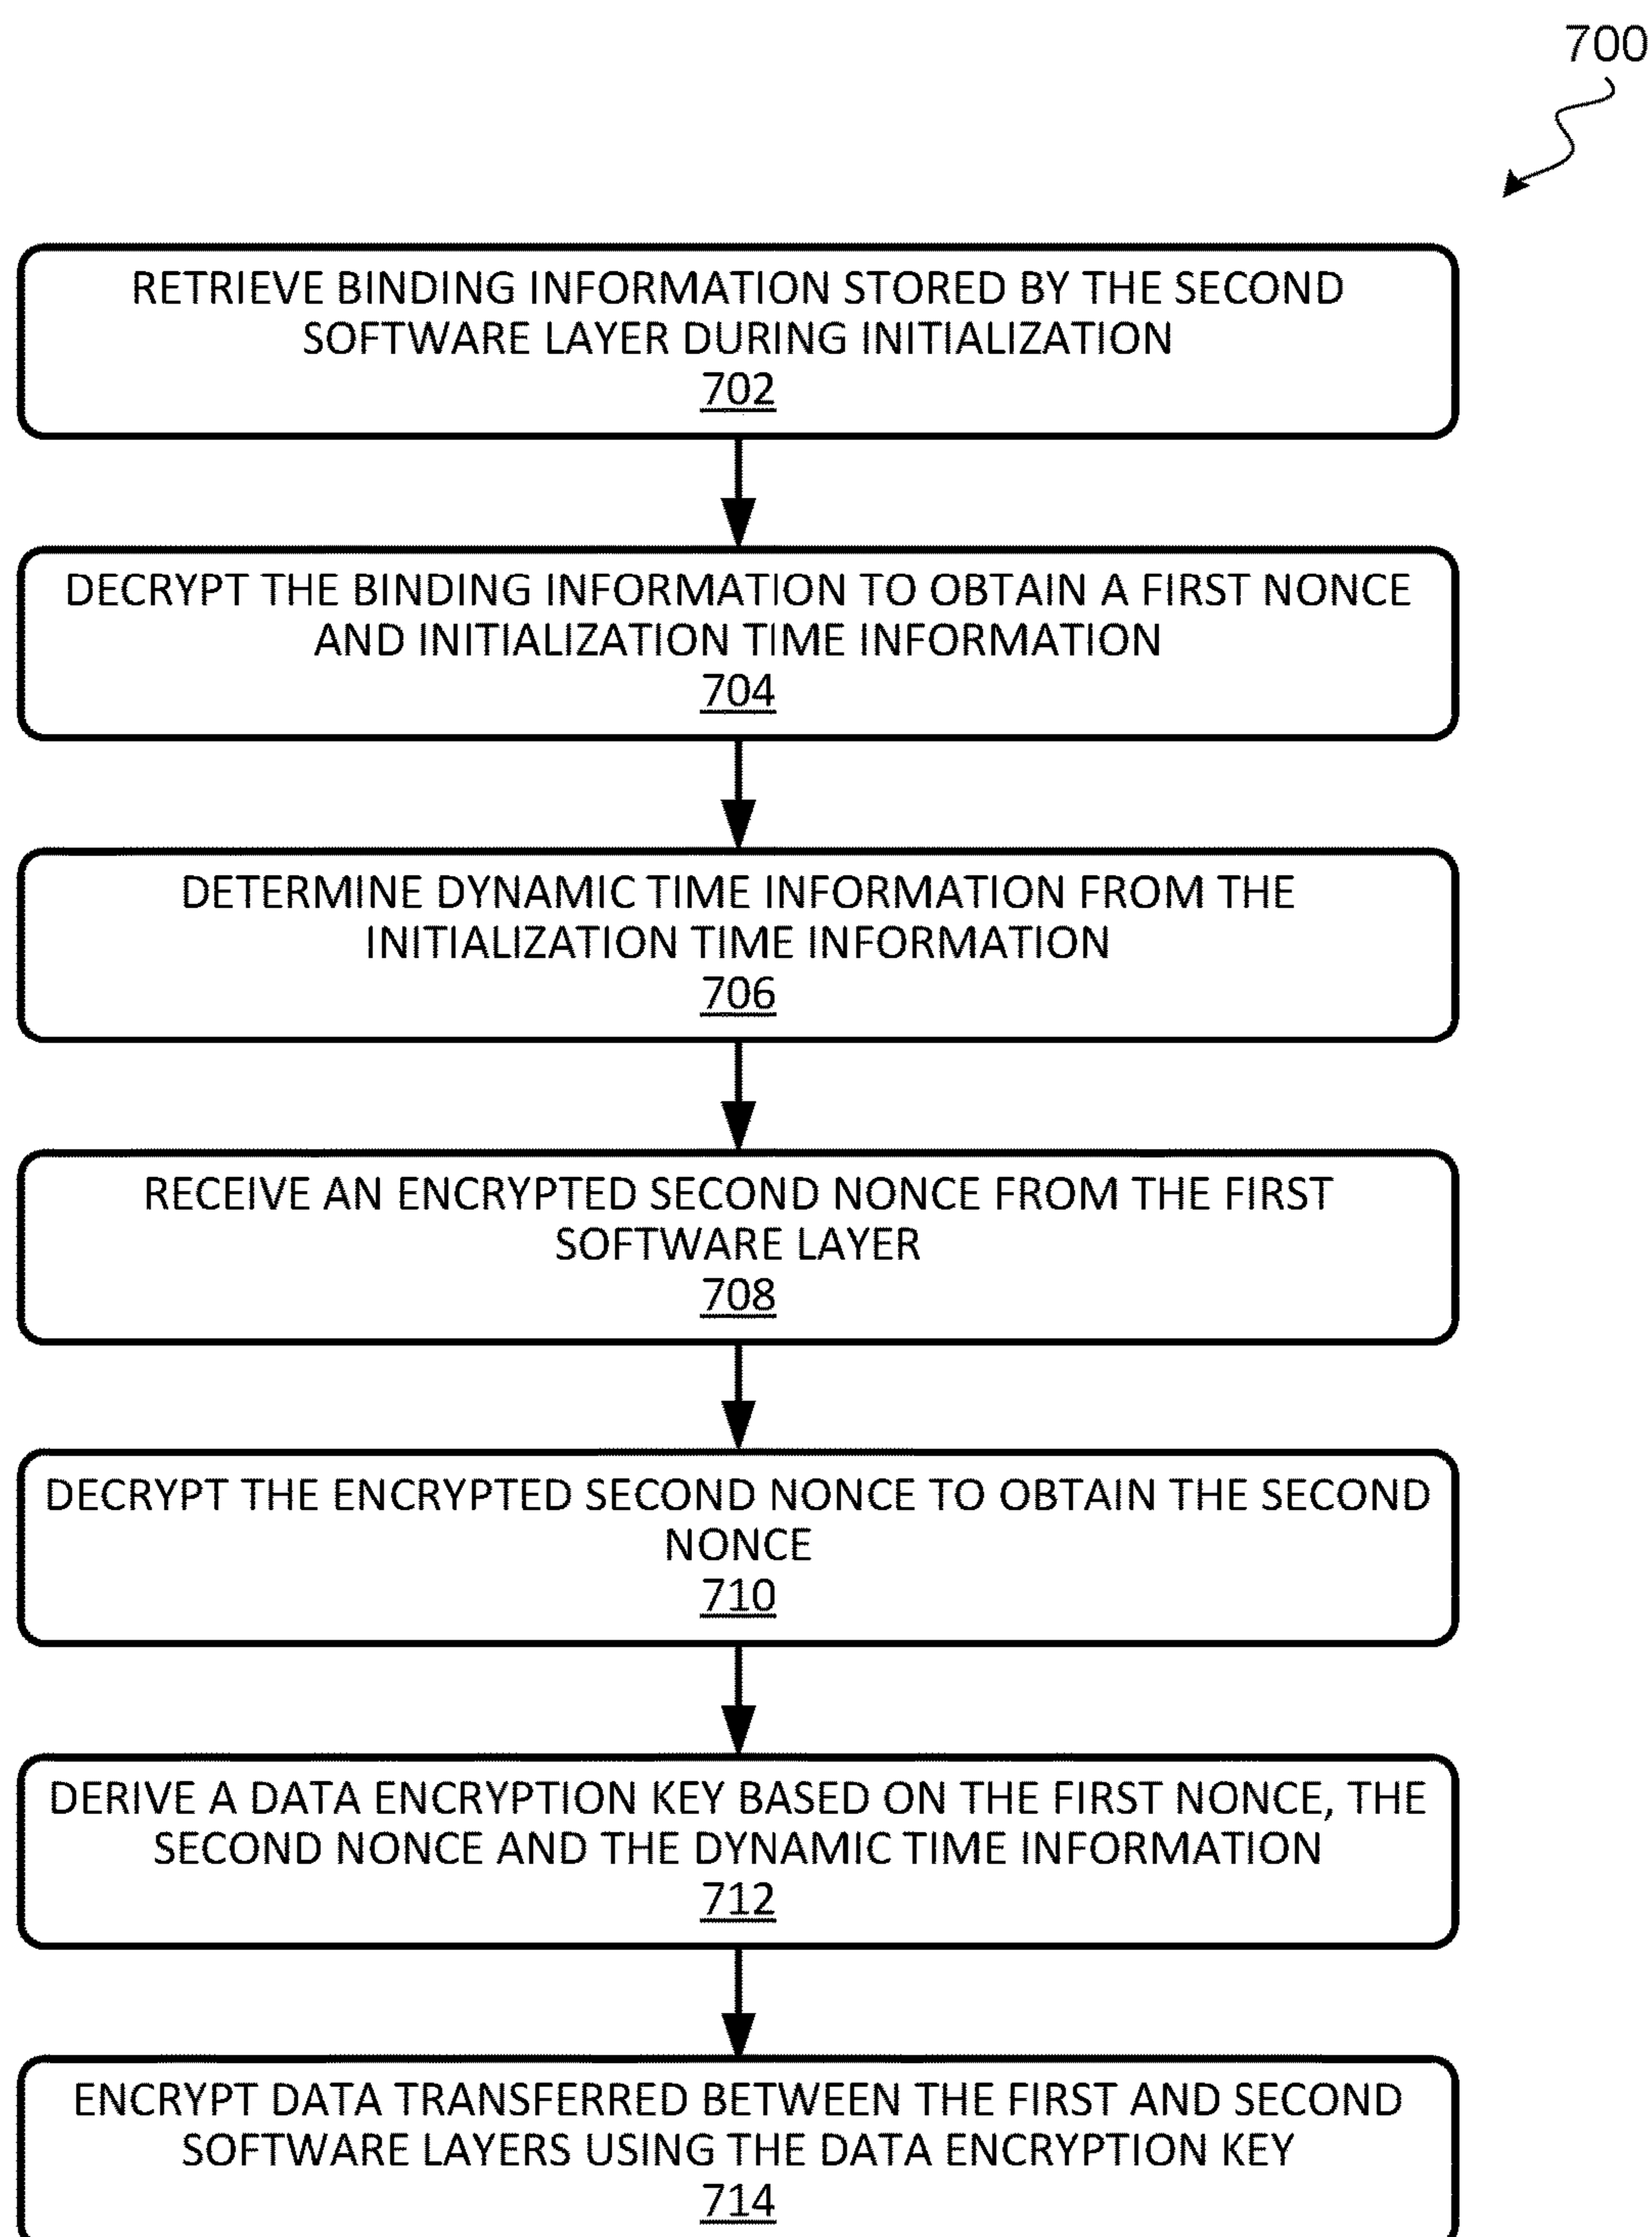 700
RETRIEVE BINDING INFORMATION STORED BY THE SECOND
SOFTWARE LAYER DURING INITIALIZATION
702
DECRYPT THE BINDING INFORMATION TO OBTAIN A FIRST NONCE
AND INITIALIZATION TIME INFORMATION
704
DETERMINE DYNAMIC TIME INFORMATION FROM THE
INITIALIZATION TIME INFORMATION
706
RECEIVE AN ENCRYPTED SECOND NONCE FROM THE FIRST
SOFTWARE LAYER
708
DECRYPT THE ENCRYPTED SECOND NONCE TO OBTAIN THE SECOND
NONCE
710
DERIVE A DATA ENCRYPTION KEY BASED ON THE FIRST NONCE, THE
SECOND NONCE AND THE DYNAMIC TIME INFORMATION
712
ENCRYPT DATA TRANSFERRED BETWEEN THE FIRST AND SECOND
SOFTWARE LAYERS USING THE DATA ENCRYPTION KEY
714